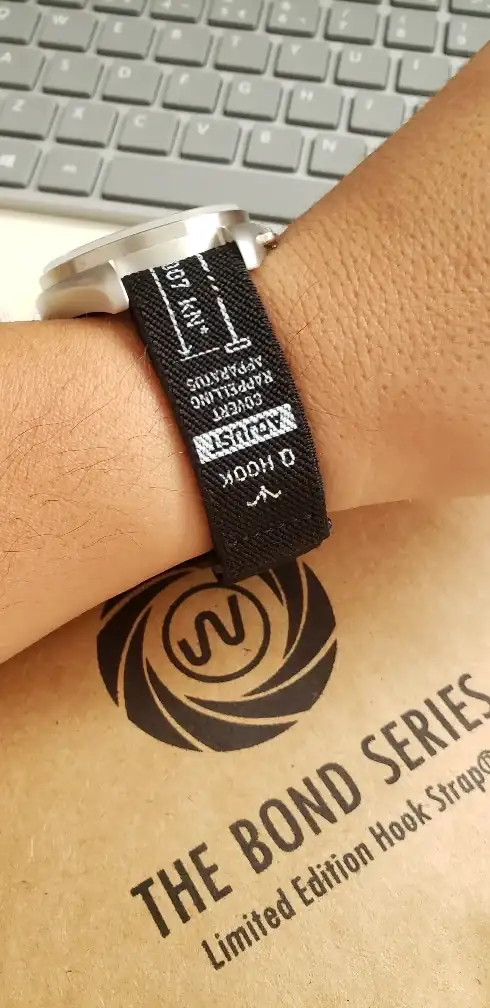 W E R T Y U
A S D F G H J
Z X C V B N
007 KN*
COVERT
RAPPELLING
APPARATUS
ADJUST
Q HOOK
W
THE BOND SERIES
Limited Edition Hook Strap®